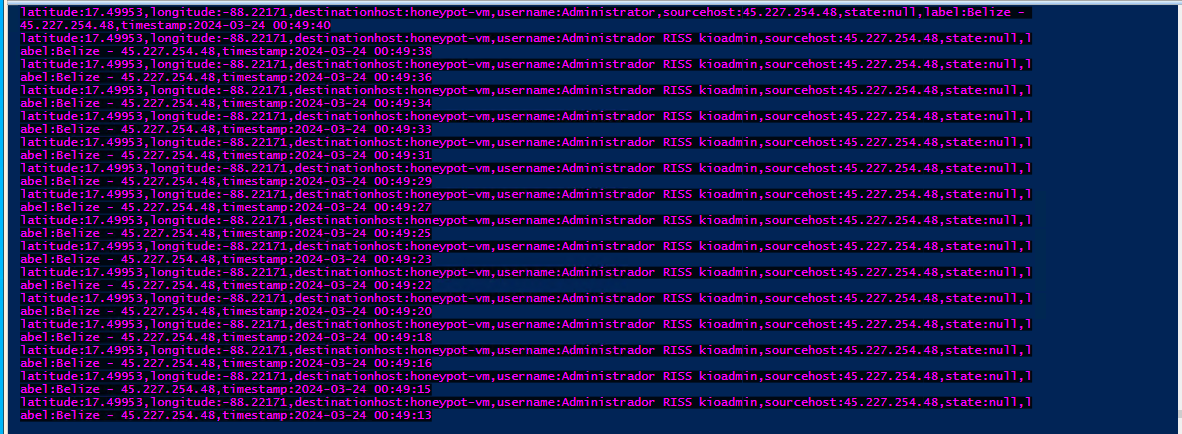 latitude:17.49953,longitude:-88.22171,destinationhost:honeypot-vm,username:Administrator,sourcehost:45.227.254.48,state:null,label:Belize -
45.227.254.48,timestamp:2024-03-24 00:49:40
latitude:17.49953,longitude:-88.22171,destinationhost:honeypot-vm,username:Administrador RISS kioadmin,sourcehost:45.227.254.48,state:null,l
abel:Belize - 45.227.254.48,timestamp:2024-03-24 00:49:38
latitude:17.49953,longitude:-88.22171,destinationhost:honeypot-vm,username:Administrador RISS kioadmin,sourcehost:45.227.254.48,state:null,l
abel:Belize - 45.227.254.48,timestamp:2024-03-24 00:49:36
latitude:17.49953,longitude:-88.22171,destinationhost:honeypot-vm,username:Administrador RISS kioadmin,sourcehost:45.227.254.48,state:null,l
abel:Belize - 45.227.254.48,timestamp:2024-03-24 00:49:34
latitude:17.49953,longitude:-88.22171,destinationhost:honeypot-vm,username:Administrador RISS kioadmin,sourcehost:45.227.254.48,state:null,l
abel:Belize - 45.227.254.48,timestamp:2024-03-24 00:49:33
latitude:17.49953,longitude:-88.22171,destinationhost:honeypot-vm,username:Administrador RISS kioadmin,sourcehost:45.227.254.48,state:null,l
abel:Belize - 45.227.254.48,timestamp:2024-03-24 00:49:31
latitude:17.49953,longitude:-88.22171,destinationhost:honeypot-vm,username:Administrador RISS kioadmin,sourcehost:45.227.254.48,state:null,l
abel:Belize - 45.227.254.48,timestamp:2024-03-24 00:49:29
latitude:17.49953,longitude:-88.22171,destinationhost:honeypot-vm,username:Administrador RISS kioadmin,sourcehost:45.227.254.48,state:null,l
abel:Belize - 45.227.254.48,timestamp:2024-03-24 00:49:27
latitude:17.49953,longitude:-88.22171,destinationhost:honeypot-vm,username:Administrador RISS kioadmin,sourcehost:45.227.254.48,state:null,l
abel:Belize - 45.227.254.48,timestamp:2024-03-24 00:49:25
latitude:17.49953,longitude:-88.22171,destinationhost:honeypot-vm,username:Administrador RISS kioadmin,sourcehost:45.227.254.48,state:null,l
abel:Belize - 45.227.254.48,timestamp:2024-03-24 00:49:23
latitude:17.49953,longitude:-88.22171,destinationhost:honeypot-vm,username:Administrador RISS kioadmin,sourcehost:45.227.254.48,state:null,l
abel:Belize - 45.227.254.48,timestamp:2024-03-24 00:49:22
latitude:17.49953,longitude:-88.22171,destinationhost:honeypot-vm,username:Administrador RISS kioadmin,sourcehost:45.227.254.48,state:null,l
abel:Belize - 45.227.254.48,timestamp:2024-03-24 00:49:20
latitude:17.49953,longitude:-88.22171,destinationhost:honeypot-vm,username:Administrador RISS kioadmin,sourcehost:45.227.254.48,state:null,l
abel:Belize - 45.227.254.48,timestamp:2024-03-24 00:49:18
latitude:17.49953,longitude:-88.22171,destinationhost:honeypot-vm,username:Administrador RISS kioadmin,sourcehost:45.227.254.48,state:null,l
abel:Belize - 45.227.254.48,timestamp:2024-03-24 00:49:16
latitude:17.49953,longitude:-88.22171,destinationhost:honeypot-vm,username:Administrador RISS kioadmin,sourcehost:45.227.254.48,state:null,l
abel:Belize - 45.227.254.48,timestamp:2024-03-24 00:49:15
latitude:17.49953,longitude:-88.22171,destinationhost:honeypot-vm,username:Administrador RISS kioadmin,sourcehost:45.227.254.48,state:null,l
abel:Belize - 45.227.254.48,timestamp:2024-03-24 00:49:13